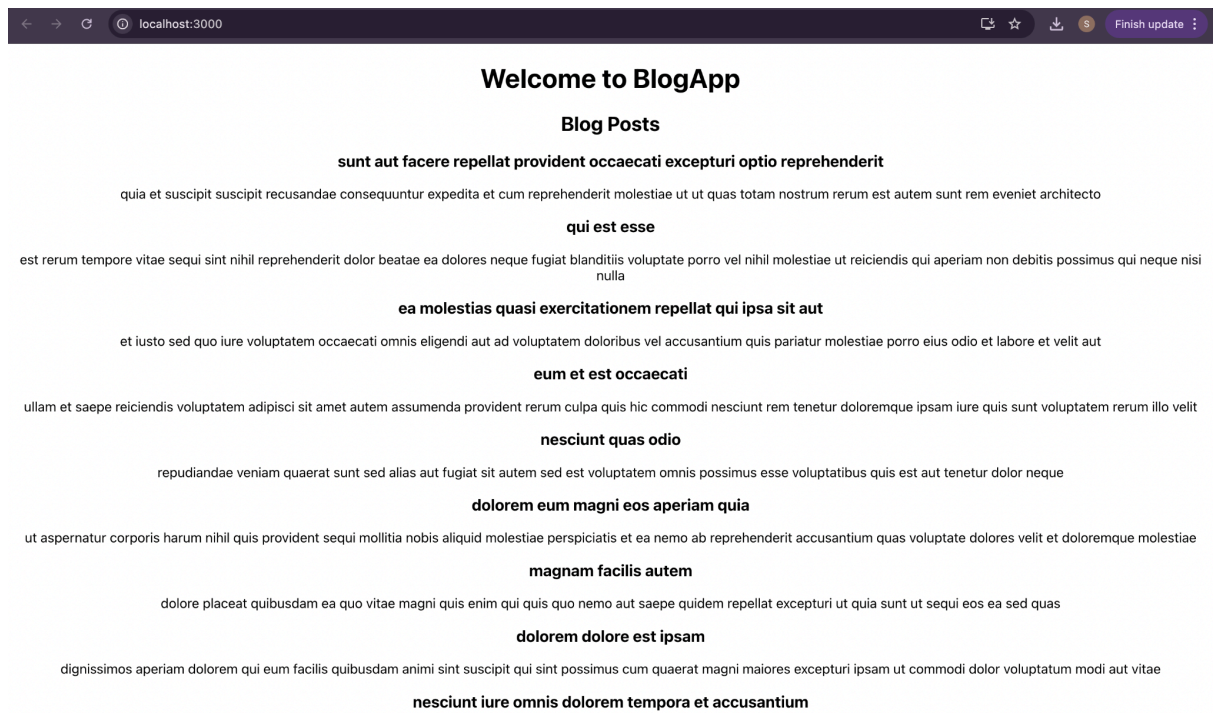 localhost:3000
S
Finish update
Welcome to BlogApp
Blog Posts
sunt aut facere repellat provident occaecati excepturi optio reprehenderit
quia et suscipit suscipit recusandae consequuntur expedita et cum reprehenderit molestiae ut ut quas totam nostrum rerum est autem sunt rem eveniet architecto
qui est esse
est rerum tempore vitae sequi sint nihil reprehenderit dolor beatae ea dolores neque fugiat blanditiis voluptate porro vel nihil molestiae ut reiciendis qui aperiam non debitis possimus qui neque nisi
nulla
ea molestias quasi exercitationem repellat qui ipsa sit aut
et iusto sed quo iure voluptatem occaecati omnis eligendi aut ad voluptatem doloribus vel accusantium quis pariatur molestiae porro eius odio et labore et velit aut
eum et est occaecati
ullam et saepe reiciendis voluptatem adipisci sit amet autem assumenda provident rerum culpa quis hic commodi nesciunt rem tenetur doloremque ipsam iure quis sunt voluptatem rerum illo velit
nesciunt quas odio
repudiandae veniam quaerat sunt sed alias aut fugiat sit autem sed est voluptatem omnis possimus esse voluptatibus quis est aut tenetur dolor neque
dolorem eum magni eos aperiam quia
ut aspernatur corporis harum nihil quis provident sequi mollitia nobis aliquid molestiae perspiciatis et ea nemo ab reprehenderit accusantium quas voluptate dolores velit et doloremque molestiae
magnam facilis autem
dolore placeat quibusdam ea quo vitae magni quis enim qui quis quo nemo aut saepe quidem repellat excepturi ut quia sunt ut sequi eos ea sed quas
dolorem dolore est ipsam
dignissimos aperiam dolorem qui eum facilis quibusdam animi sint suscipit qui sint possimus cum quaerat magni maiores excepturi ipsam ut commodi dolor voluptatum modi aut vitae
nesciunt iure omnis dolorem tempora et accusantium